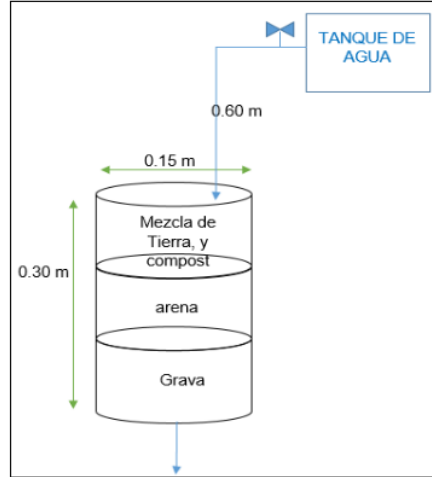 TANQUE DE
AGUA
0.60 m
0.15 m
Mezcla de
Tierra, y
compost
0.30 m
arena
Grava